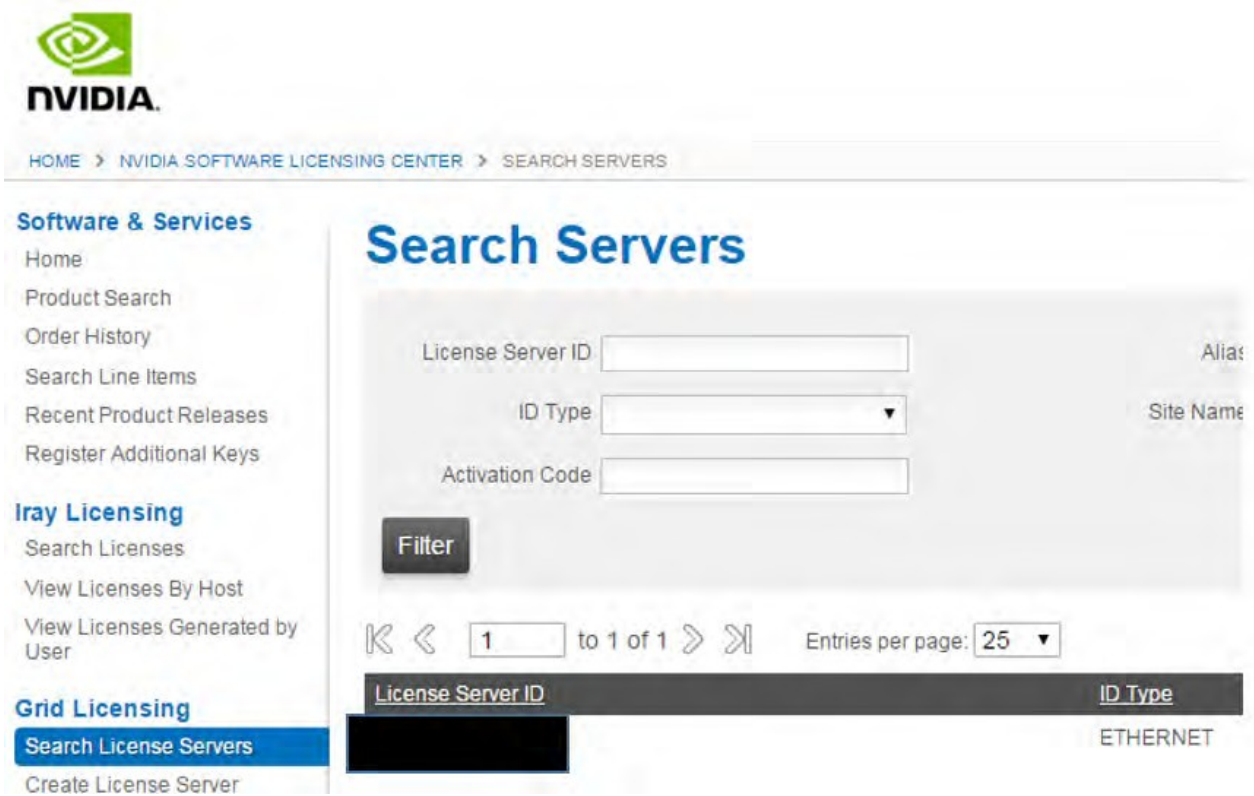 NVIDIA.
HOME > NVIDIA SOFTWARE LICENSING CENTER > SEARCH SERVERS
Software & Services
Home
Product Search
Order History
Search Line Items
Recent Product Releases
Register Additional Keys
Iray Licensing
Search Licenses
View Licenses By Host
View Licenses Generated by
User
Grid Licensing
Search License Servers
Create License Server
Search Servers
License Server ID
Alias
ID Type
Site Name
Activation Code
Filter
1 to 1 of 1 Entries per page: 25
License Server ID ID Type
ETHERNET